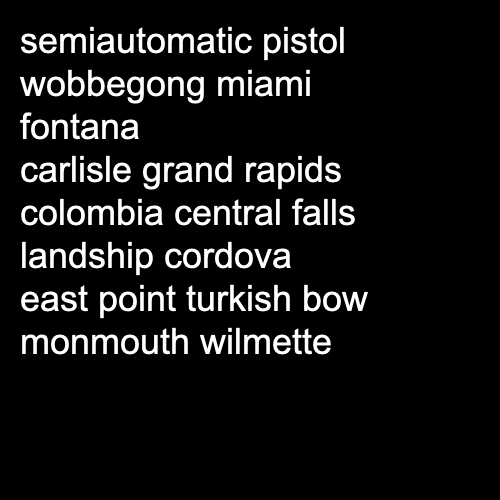 semiautomatic pistol
wobbegong miami
fontana
carlisle grand rapids
colombia central falls
landship cordova
east point turkish bow
monmouth wilmette